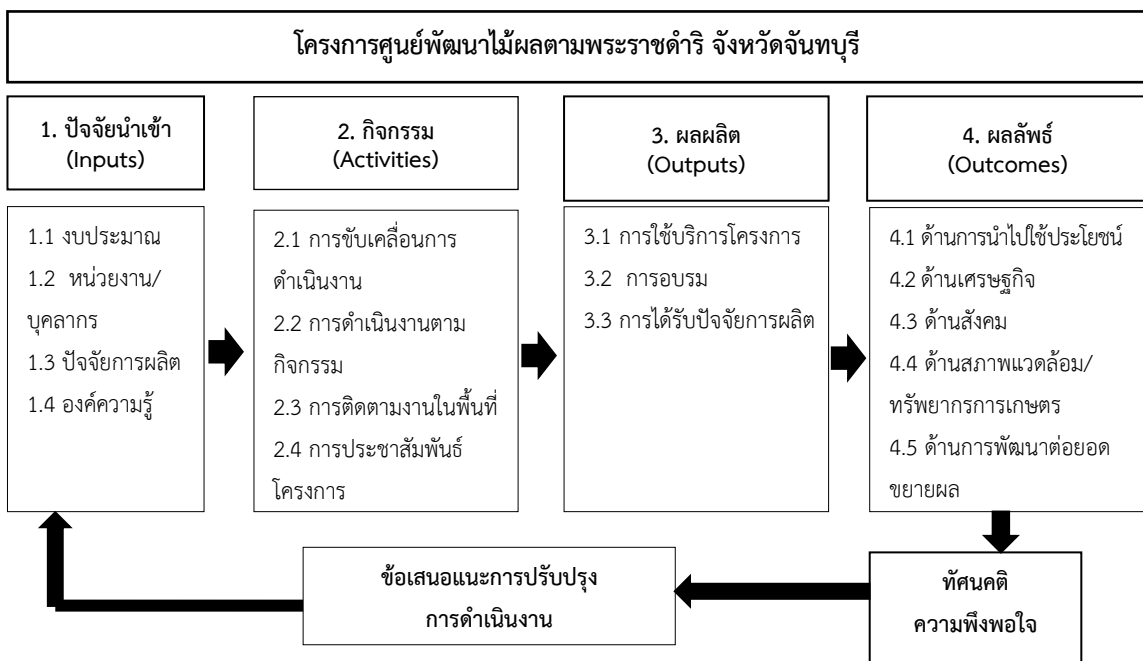 โครงการศูนย์พัฒนาไม้ผลตามพระราชดำริ จังหวัดจันทบุรี
1. ปัจจัยนำเข้า
(Inputs)
2. กิจกรรม
(Activities)
3. ผลผลิต
(Outputs)
4. ผลลัพธ์
(Outcomes)
1.1 งบประมาณ
1.2 หน่วยงาน/
บุคลากร
1.3 ปัจจัยการผลิต
1.4 องค์ความรู้
2.1 การขับเคลื่อนการ
ดำเนินงาน
2.2 การดำเนินงานตาม
กิจกรรม
2.3 การติดตามงานในพื้นที่
2.4 การประชาสัมพันธ์
โครงการ
3.1 การใช้บริการโครงการ
3.2 การอบรม
3.3 การได้รับปัจจัยการผลิต
4.1 ด้านการนำไปใช้ประโยชน์
4.2 ด้านเศรษฐกิจ
4.3 ด้านสังคม
4.4 ด้านสภาพแวดล้อม/
ทรัพยากรการเกษตร
4.5 ด้านการพัฒนาต่อยอด
ขยายผล
ข้อเสนอแนะการปรับปรุง
การดำเนินงาน
ทัศนคติ
ความพึงพอใจ